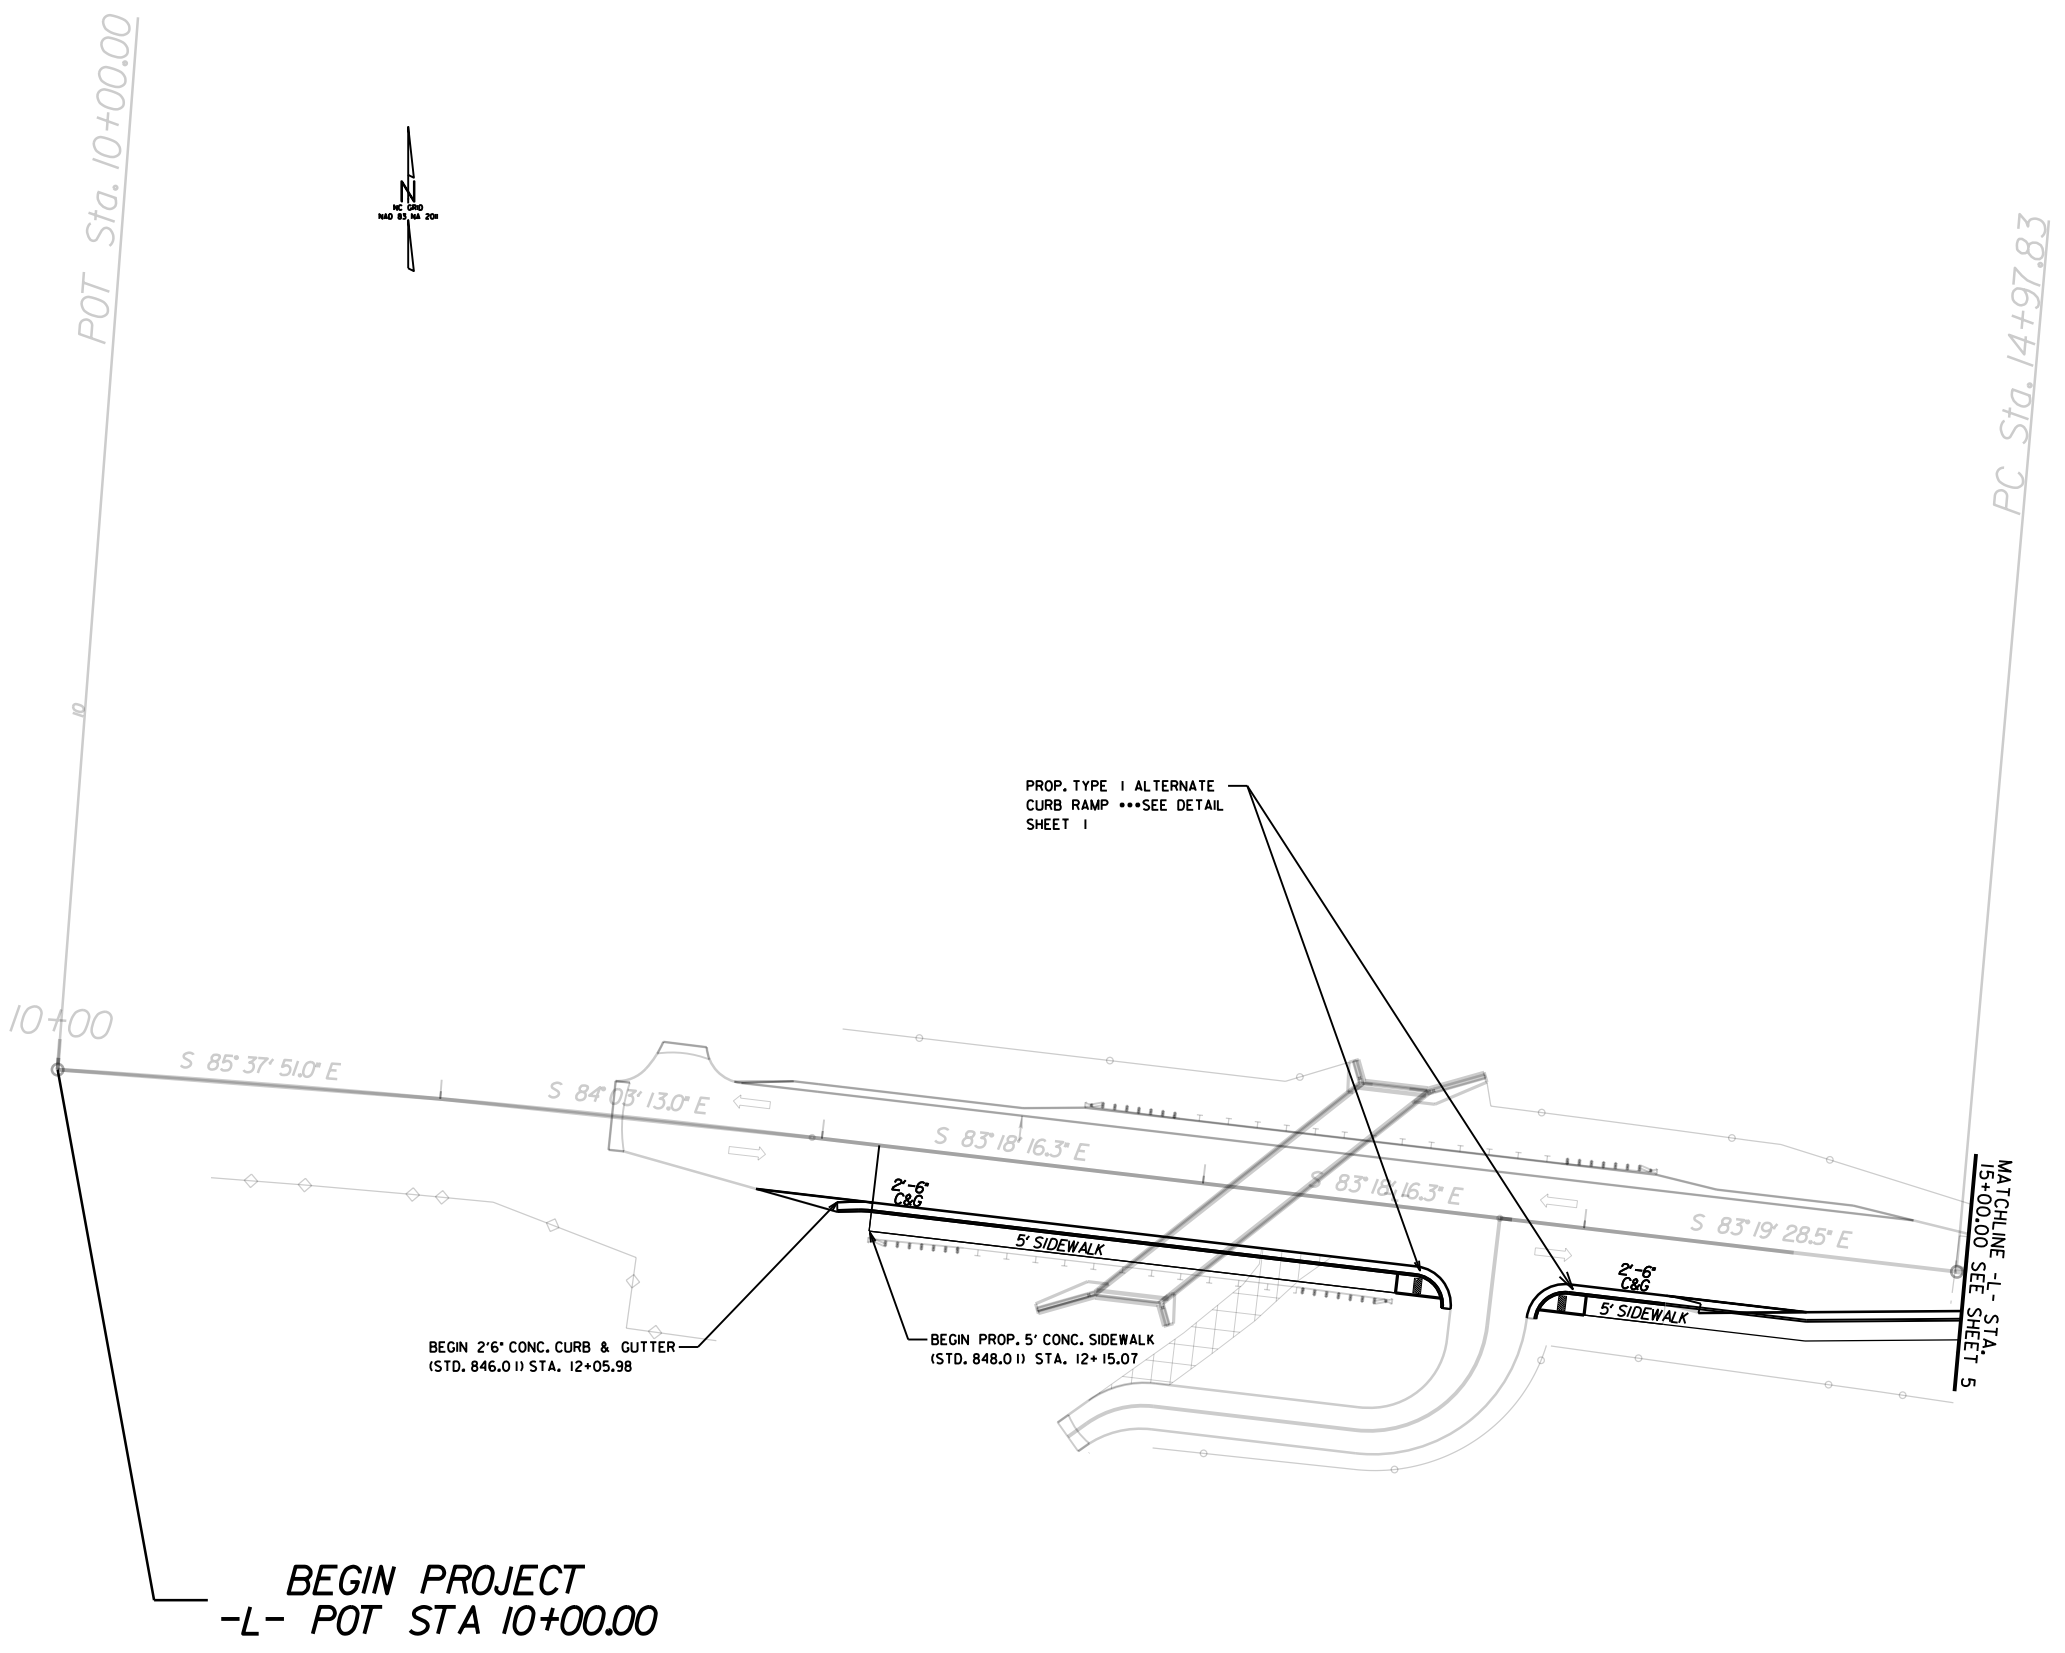 POT Sta. 10+00.00
PC Sta. 14+97.83
N
NC GRID
NAD 83 NA 2011
10
PROP. TYPE 1 ALTERNATE
CURB RAMP •••SEE DETAIL
SHEET 1
10+00
S 85° 37' 51.0" E
S 84° 03' 13.0" E
S 83° 18' 16.3" E
S 83° 18' 16.3" E
S 83° 19' 28.5" E
2'-6"
C&G
5' SIDEWALK
2'-6"
C&G
5' SIDEWALK
MATCHLINE -L- STA.
15+00.00 SEE SHEET 5
BEGIN 2'6" CONC. CURB & GUTTER
(STD. 846.01) STA. 12+05.98
BEGIN PROP. 5' CONC. SIDEWALK
(STD. 848.01) STA. 12+15.07
BEGIN PROJECT
-L- POT STA 10+00.00